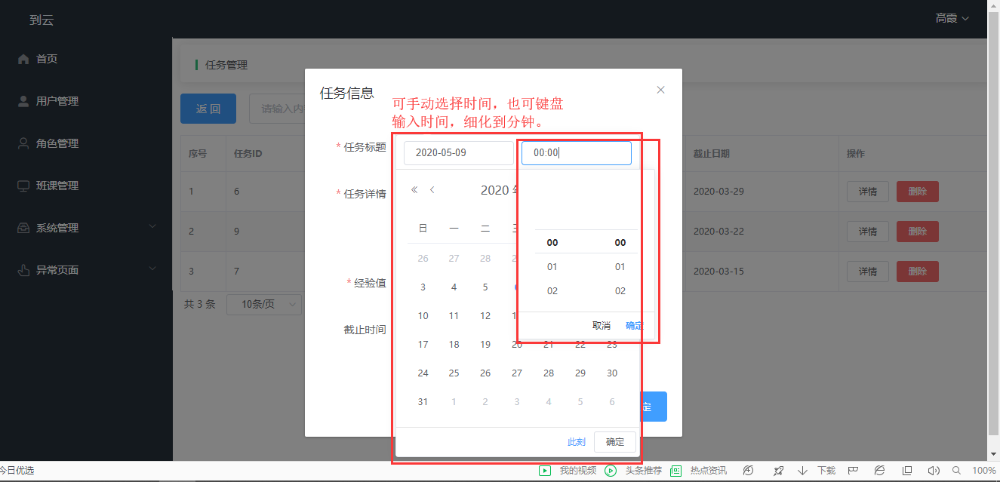 到云
高霞
首页
用户管理
角色管理
班课管理
系统管理
异常页面
任务管理
返 回
请输入内
序号
任务ID
截止日期
操作
1
6
2020-03-29
详情
删除
2
9
2020-03-22
详情
删除
3
7
2020-03-15
详情
删除
共 3 条
10条/页
任务信息
可手动选择时间，也可键盘
输入时间，细化到分钟。
* 任务标题
* 任务详情
* 经验值
截止时间
2020-05-09
00:00
2020
日 一 二
26 27 28
3 4 5
10 11 12
17 18 19 20 21 22 23
24 25 26 27 28 29 30
31 1 2 3 4 5 6
00 00
01 01
02 02
取消
确定
此刻
确定
定
今日优选
我的视频
头条推荐
热点资讯
下载
100%